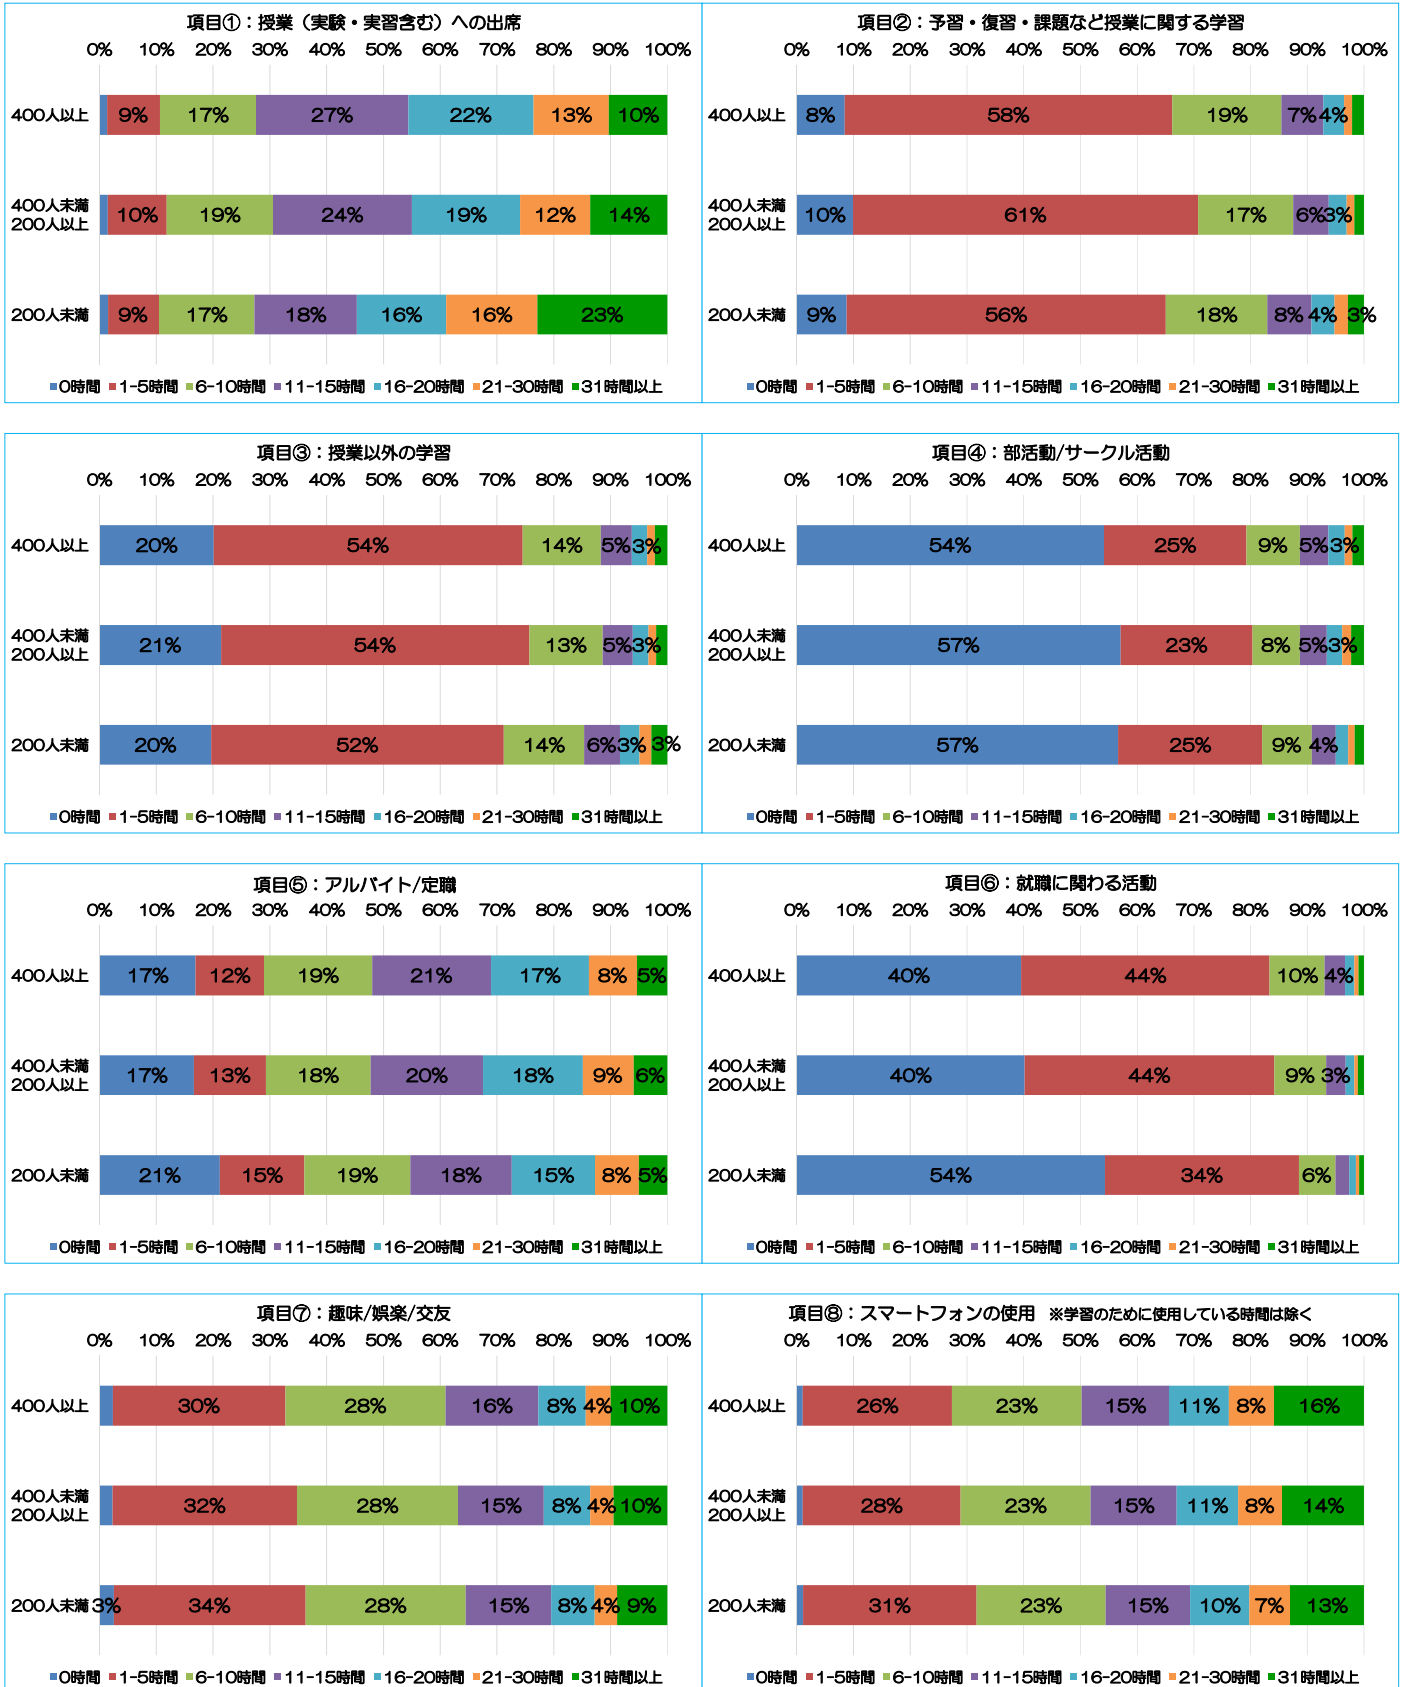 項目①：授業（実験・実習含む）への出席
0% 10% 20% 30% 40% 50% 60% 70% 80% 90% 100%
400人以上 9% 17% 27% 22% 13% 10%
400人未満
200人以上 10% 19% 24% 19% 12% 14%
200人未満 9% 17% 18% 16% 16% 23%
0時間 1-5時間 6-10時間 11-15時間 16-20時間 21-30時間 31時間以上
項目②：予習・復習・課題など授業に関する学習
0% 10% 20% 30% 40% 50% 60% 70% 80% 90% 100%
400人以上 8% 58% 19% 7% 4%
400人未満
200人以上 10% 61% 17% 6% 3%
200人未満 9% 56% 18% 8% 4% 3%
0時間 1-5時間 6-10時間 11-15時間 16-20時間 21-30時間 31時間以上
項目③：授業以外の学習
0% 10% 20% 30% 40% 50% 60% 70% 80% 90% 100%
400人以上 20% 54% 14% 5% 3%
400人未満
200人以上 21% 54% 13% 5% 3%
200人未満 20% 52% 14% 6% 3% 3%
0時間 1-5時間 6-10時間 11-15時間 16-20時間 21-30時間 31時間以上
項目④：部活動/サークル活動
0% 10% 20% 30% 40% 50% 60% 70% 80% 90% 100%
400人以上 54% 25% 9% 5% 3%
400人未満
200人以上 57% 23% 8% 5% 3%
200人未満 57% 25% 9% 4%
0時間 1-5時間 6-10時間 11-15時間 16-20時間 21-30時間 31時間以上
項目⑤：アルバイト/定職
0% 10% 20% 30% 40% 50% 60% 70% 80% 90% 100%
400人以上 17% 12% 19% 21% 17% 8% 5%
400人未満
200人以上 17% 13% 18% 20% 18% 9% 6%
200人未満 21% 15% 19% 18% 15% 8% 5%
0時間 1-5時間 6-10時間 11-15時間 16-20時間 21-30時間 31時間以上
項目⑥：就職に関わる活動
0% 10% 20% 30% 40% 50% 60% 70% 80% 90% 100%
400人以上 40% 44% 10% 4%
400人未満
200人以上 40% 44% 9% 3%
200人未満 54% 34% 6%
0時間 1-5時間 6-10時間 11-15時間 16-20時間 21-30時間 31時間以上
項目⑦：趣味/娯楽/交友
0% 10% 20% 30% 40% 50% 60% 70% 80% 90% 100%
400人以上 30% 28% 16% 8% 4% 10%
400人未満
200人以上 32% 28% 15% 8% 4% 10%
200人未満 3% 34% 28% 15% 8% 4% 9%
0時間 1-5時間 6-10時間 11-15時間 16-20時間 21-30時間 31時間以上
項目⑧：スマートフォンの使用 ※学習のために使用している時間は除く
0% 10% 20% 30% 40% 50% 60% 70% 80% 90% 100%
400人以上 26% 23% 15% 11% 8% 16%
400人未満
200人以上 28% 23% 15% 11% 8% 14%
200人未満 31% 23% 15% 10% 7% 13%
0時間 1-5時間 6-10時間 11-15時間 16-20時間 21-30時間 31時間以上